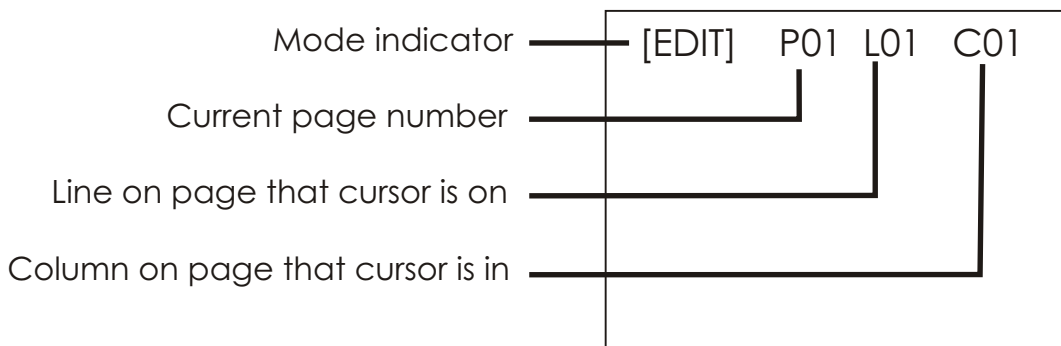 Mode indicator [EDIT] P01 L01 C01
Current page number
Line on page that cursor is on
Column on page that cursor is in